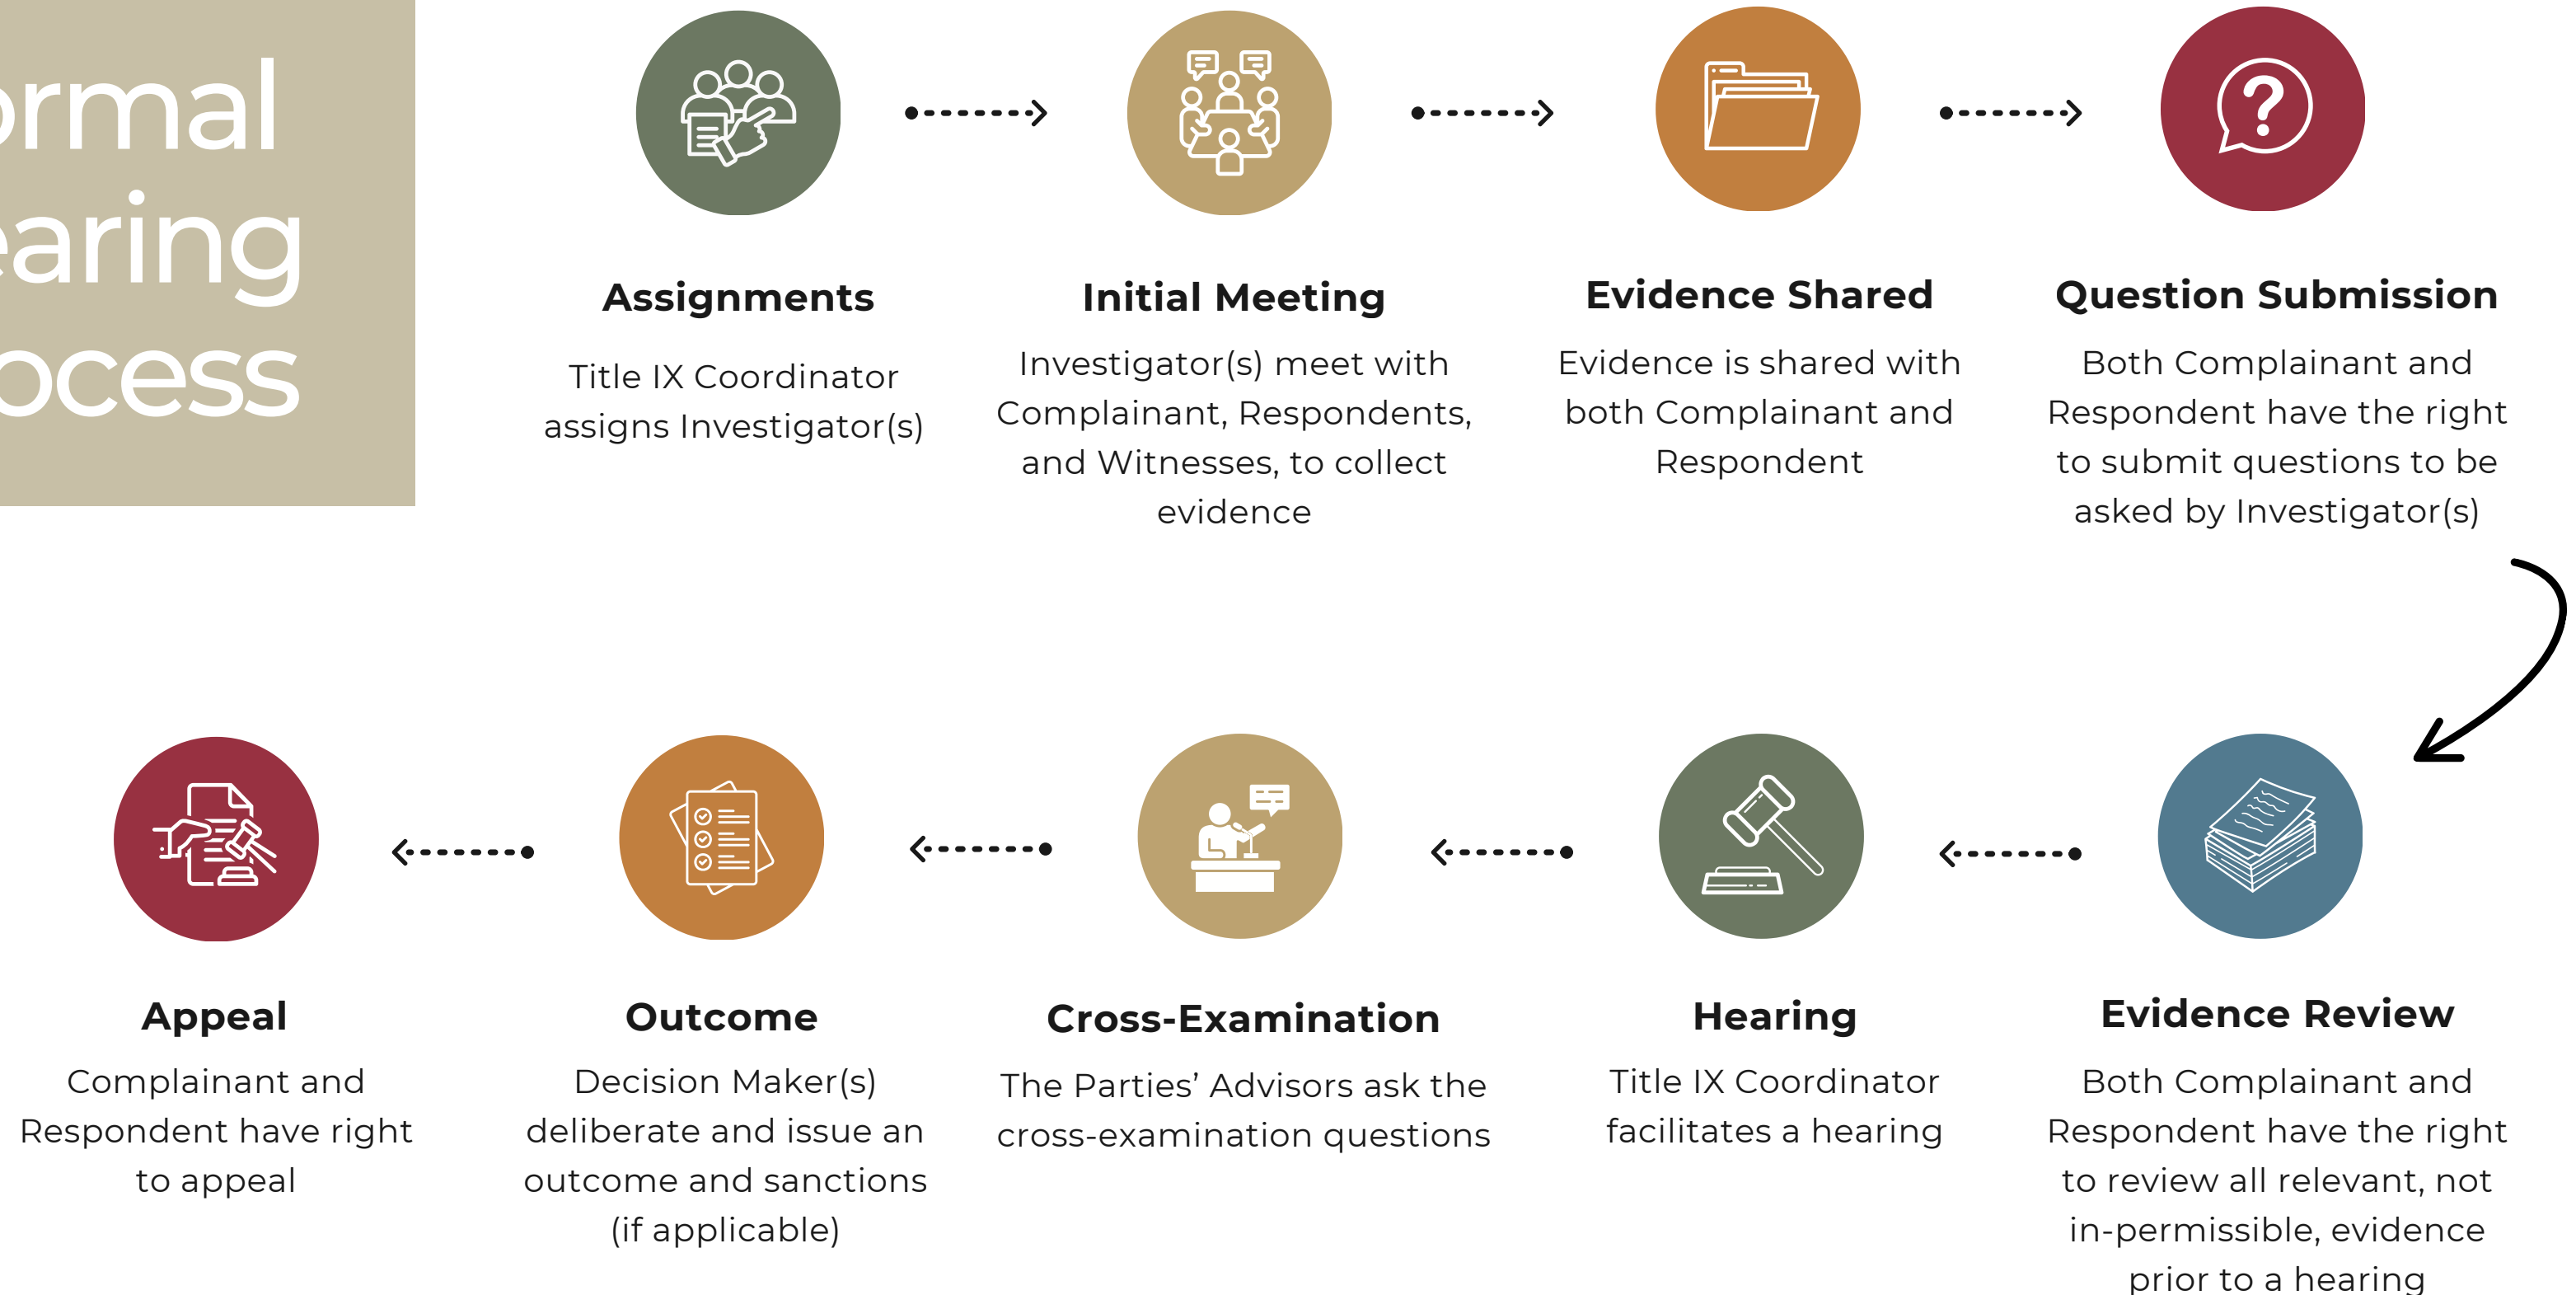 ormal
earing
ocess
Assignments
Title IX Coordinator
assigns Investigator(s)
Initial Meeting
Investigator(s) meet with
Complainant, Respondents,
and Witnesses, to collect
evidence
Evidence Shared
Evidence is shared with
both Complainant and
Respondent
Question Submission
Both Complainant and
Respondent have the right
to submit questions to be
asked by Investigator(s)
Evidence Review
Both Complainant and
Respondent have the right
to review all relevant, not
in-permissible, evidence
prior to a hearing
Hearing
Title IX Coordinator
facilitates a hearing
Cross-Examination
The Parties’ Advisors ask the
cross-examination questions
Outcome
Decision Maker(s)
deliberate and issue an
outcome and sanctions
(if applicable)
Appeal
Complainant and
Respondent have right
to appeal